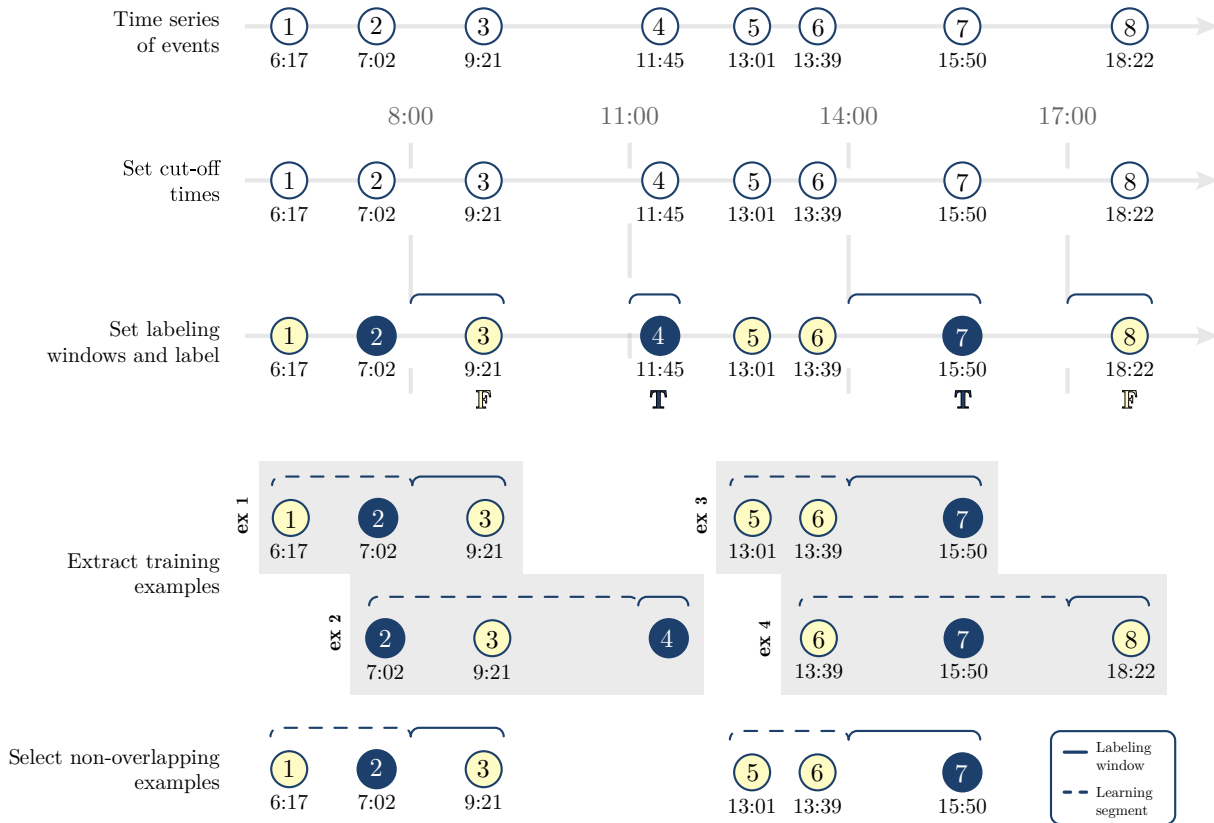 Time series
of events
1 2 3 4 5 6 7 8
6:17 7:02 9:21 11:45 13:01 13:39 15:50 18:22
8:00 11:00 14:00 17:00
Set cut-off
times
1 2 3 4 5 6 7 8
6:17 7:02 9:21 11:45 13:01 13:39 15:50 18:22
Set labeling
windows and label
1 2 3 4 5 6 7 8
6:17 7:02 9:21 11:45 13:01 13:39 15:50 18:22
F T T F
Extract training
examples
ex 1
1 2 3
6:17 7:02 9:21
ex 3
5 6 7
13:01 13:39 15:50
ex 2
2 3 4
7:02 9:21
ex 4
6 7 8
13:39 15:50 18:22
Select non-overlapping
examples
1 2 3
6:17 7:02 9:21
5 6 7
13:01 13:39 15:50
Labeling
window
Learning
segment